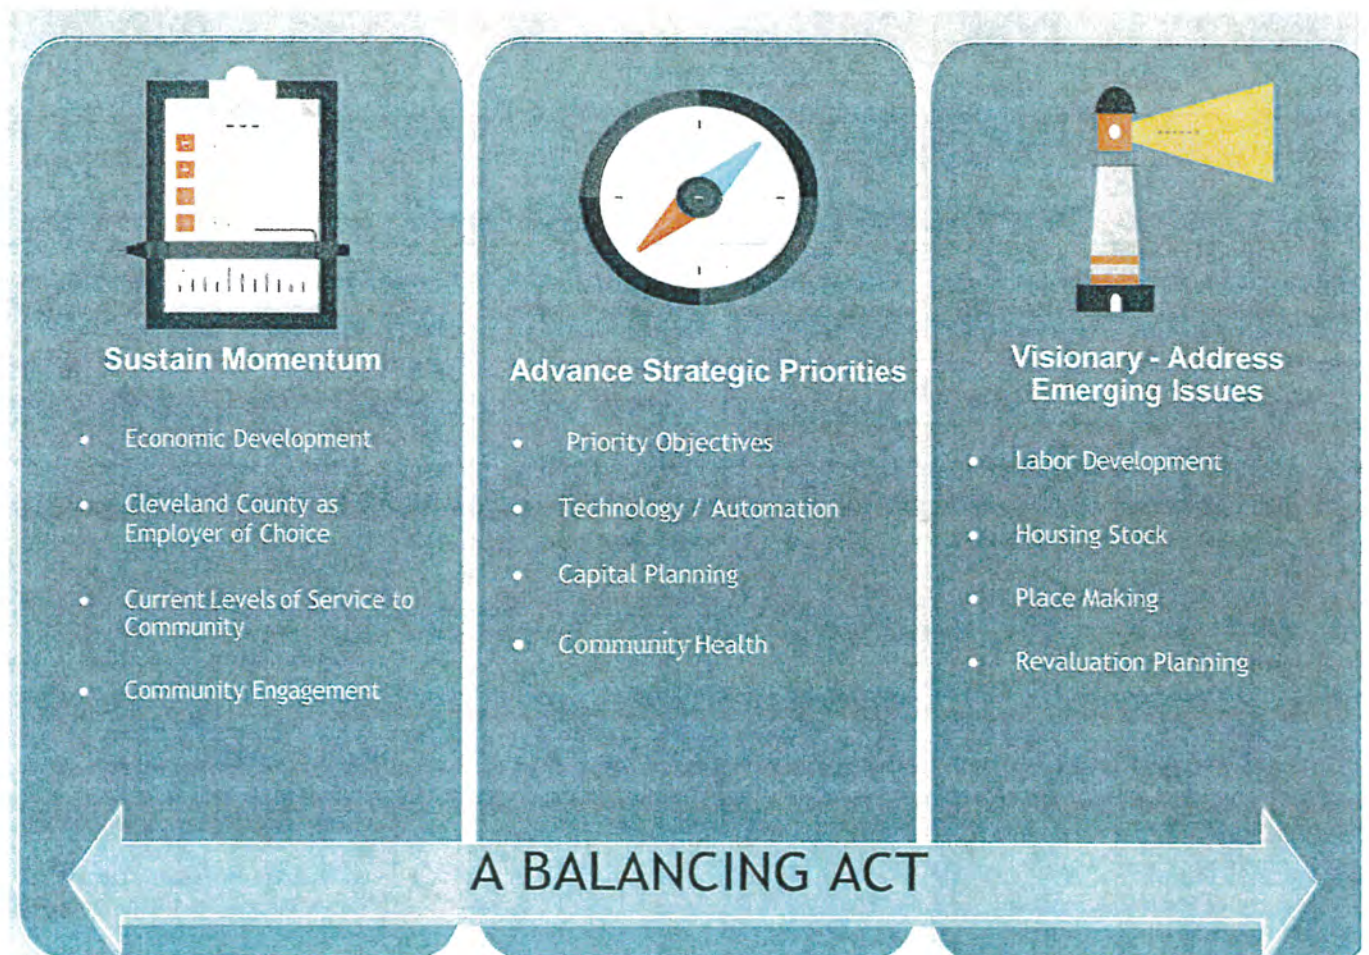 Sustain Momentum
• Economic Development
• Cleveland County as
Employer of Choice
• Current Levels of Service to
Community
• Community Engagement
Advance Strategic Priorities
• Priority Objectives
• Technology / Automation
• Capital Planning
• Community Health
Visionary - Address
Emerging Issues
• Labor Development
• Housing Stock
• Place Making
• Revaluation Planning
A BALANCING ACT